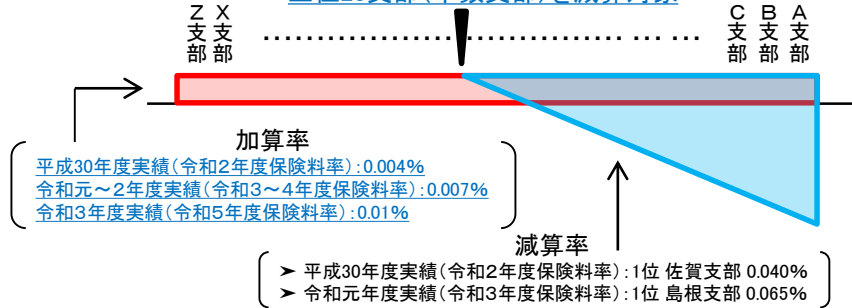 Z支部
X支部
C支部
B支部
A支部
加算率
平成30年度実績(令和2年度保険料率):0.004%
令和元~2年度実績(令和3~4年度保険料率):0.007%
令和3年度実績(令和5年度保険料率):0.01%
減算率
➤ 平成30年度実績(令和2年度保険料率):1位 佐賀支部 0.040%
➤ 令和元年度実績(令和3年度保険料率):1位 島根支部 0.065%